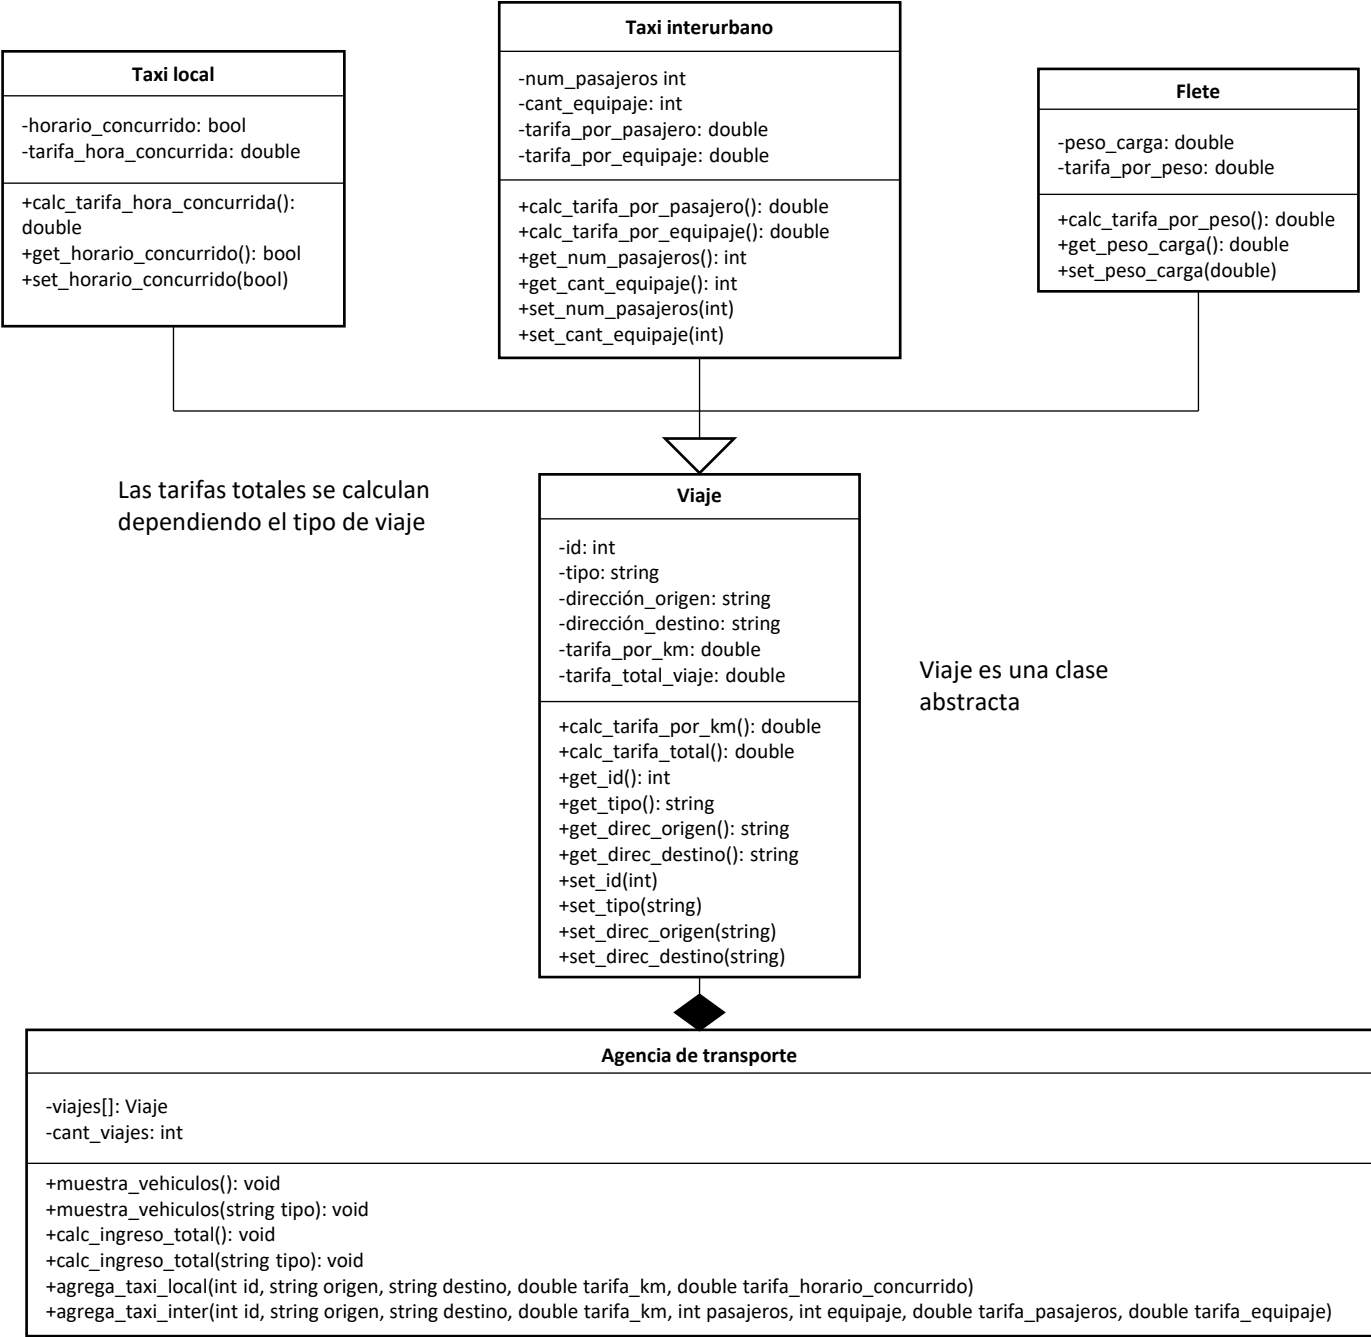 Taxi local
-horario_concurrido: bool
-tarifa_hora_concurrida: double
+calc_tarifa_hora_concurrida():
double
+get_horario_concurrido(): bool
+set_horario_concurrido(bool)
Taxi interurbano
-num_pasajeros int
-cant_equipaje: int
-tarifa_por_pasajero: double
-tarifa_por_equipaje: double
+calc_tarifa_por_pasajero(): double
+calc_tarifa_por_equipaje(): double
+get_num_pasajeros(): int
+get_cant_equipaje(): int
+set_num_pasajeros(int)
+set_cant_equipaje(int)
Flete
-peso_carga: double
-tarifa_por_peso: double
+calc_tarifa_por_peso(): double
+get_peso_carga(): double
+set_peso_carga(double)
Las tarifas totales se calculan
dependiendo el tipo de viaje
Viaje
-id: int
-tipo: string
-dirección_origen: string
-dirección_destino: string
-tarifa_por_km: double
-tarifa_total_viaje: double
+calc_tarifa_por_km(): double
+calc_tarifa_total(): double
+get_id(): int
+get_tipo(): string
+get_direc_origen(): string
+get_direc_destino(): string
+set_id(int)
+set_tipo(string)
+set_direc_origen(string)
+set_direc_destino(string)
Viaje es una clase
abstracta
Agencia de transporte
-viajes[]: Viaje
-cant_viajes: int
+muestra_vehiculos(): void
+muestra_vehiculos(string tipo): void
+calc_ingreso_total(): void
+calc_ingreso_total(string tipo): void
+agrega_taxi_local(int id, string origen, string destino, double tarifa_km, double tarifa_horario_concurrido)
+agrega_taxi_inter(int id, string origen, string destino, double tarifa_km, int pasajeros, int equipaje, double tarifa_pasajeros, double tarifa_equipaje)